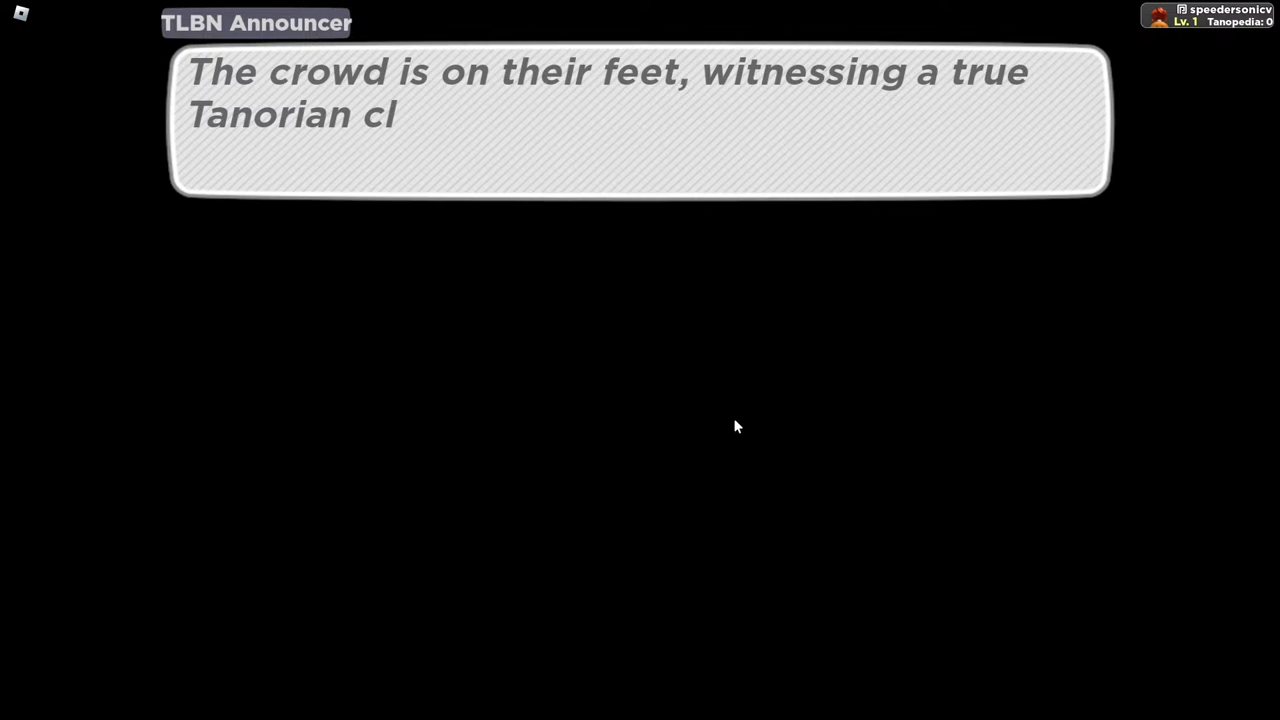 TLBN Announcer
speedersonicv
Lv. 1 Tanopedia: 0
The crowd is on their feet, witnessing a true
Tanorian cl